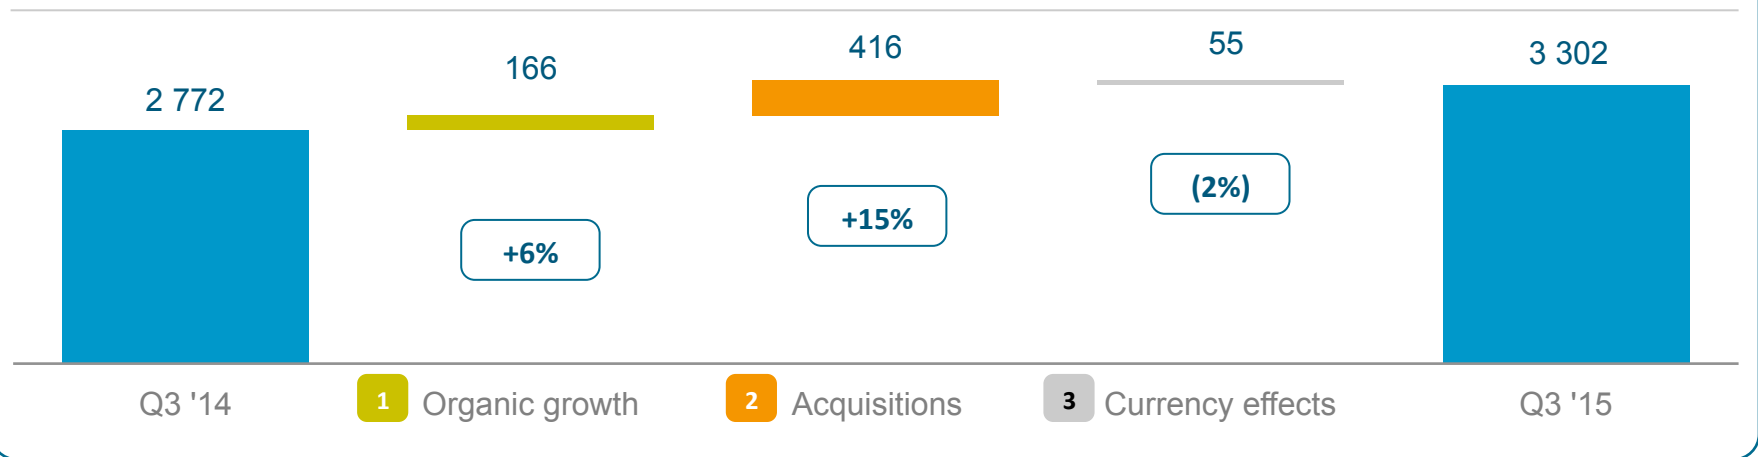 2 772
166
416
55
3 302
+6%
+15%
(2%)
Q3 '14
1 Organic growth
2 Acquisitions
3 Currency effects
Q3 '15